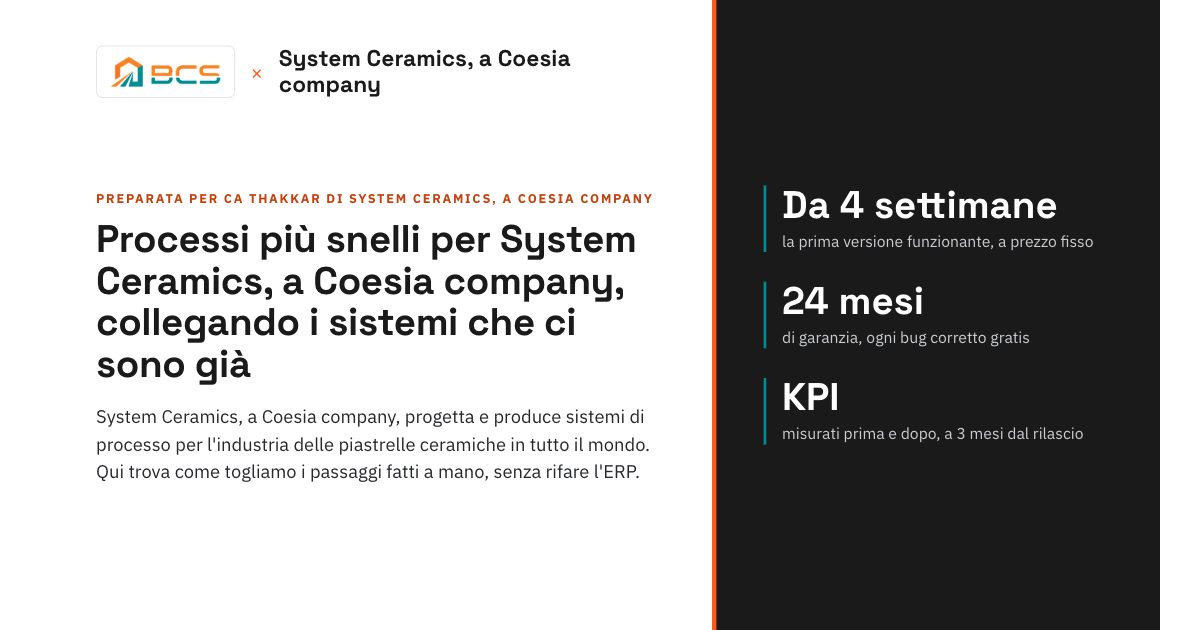 BCS
×
System Ceramics, a Coesia
company
PREPARATA PER CA THAKKAR DI SYSTEM CERAMICS, A COESIA COMPANY
Processi più snelli per System
Ceramics, a Coesia company,
collegando i sistemi che ci
sono già
System Ceramics, a Coesia company, progetta e produce sistemi di
processo per l'industria delle piastrelle ceramiche in tutto il mondo.
Qui trova come togliamo i passaggi fatti a mano, senza rifare l'ERP.
Da 4 settimane
la prima versione funzionante, a prezzo fisso
24 mesi
di garanzia, ogni bug corretto gratis
KPI
misurati prima e dopo, a 3 mesi dal rilascio